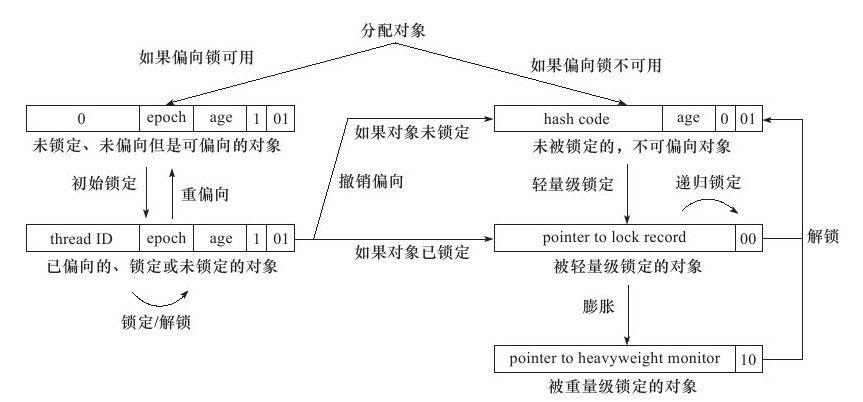 分配对象
如果偏向锁可用
如果偏向锁不可用
0 epoch age 1 01
未锁定、未偏向但是可偏向的对象
初始锁定
重偏向
thread ID epoch age 1 01
已偏向的、锁定或未锁定的对象
锁定/解锁
如果对象未锁定
撤销偏向
如果对象已锁定
hash code age 0 01
未被锁定的，不可偏向对象
轻量级锁定
递归锁定
pointer to lock record 00
被轻量级锁定的对象
解锁
膨胀
pointer to heavyweight monitor 10
被重量级锁定的对象